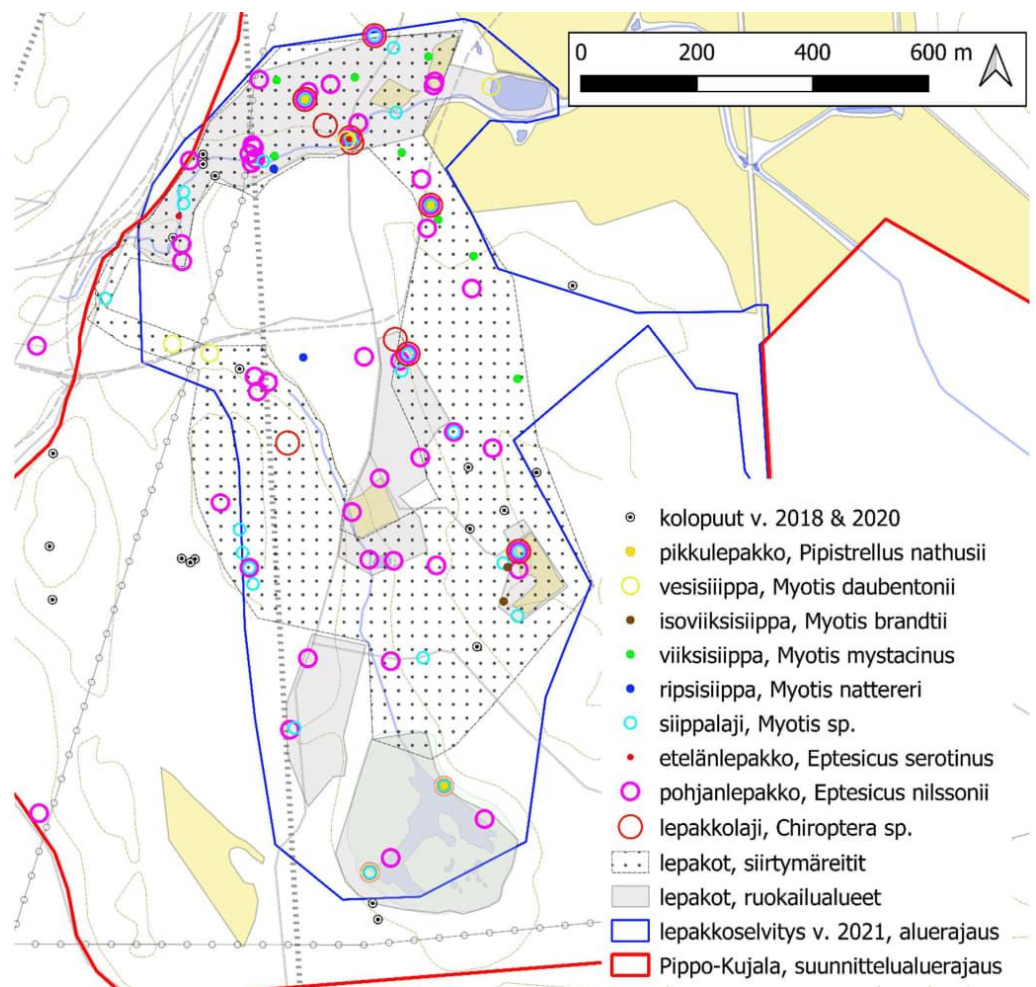 0 200 400 600 m
kolopuut v. 2018 & 2020
pikkulepakko, Pipistrellus nathusii
vesisiippa, Myotis daubentonii
isoviiksisiippa, Myotis brandtii
viiksisiippa, Myotis mystacinus
ripsisiippa, Myotis nattereri
siippalaji, Myotis sp.
etelänlepakko, Eptesicus serotinus
pohjanlepakko, Eptesicus nilssonii
lepakkolaji, Chiroptera sp.
lepakot, siirtymäreitit
lepakot, ruokailualueet
lepakkoselvitys v. 2021, aluerajaus
Pippo-Kujala, suunnittelualuerajaus